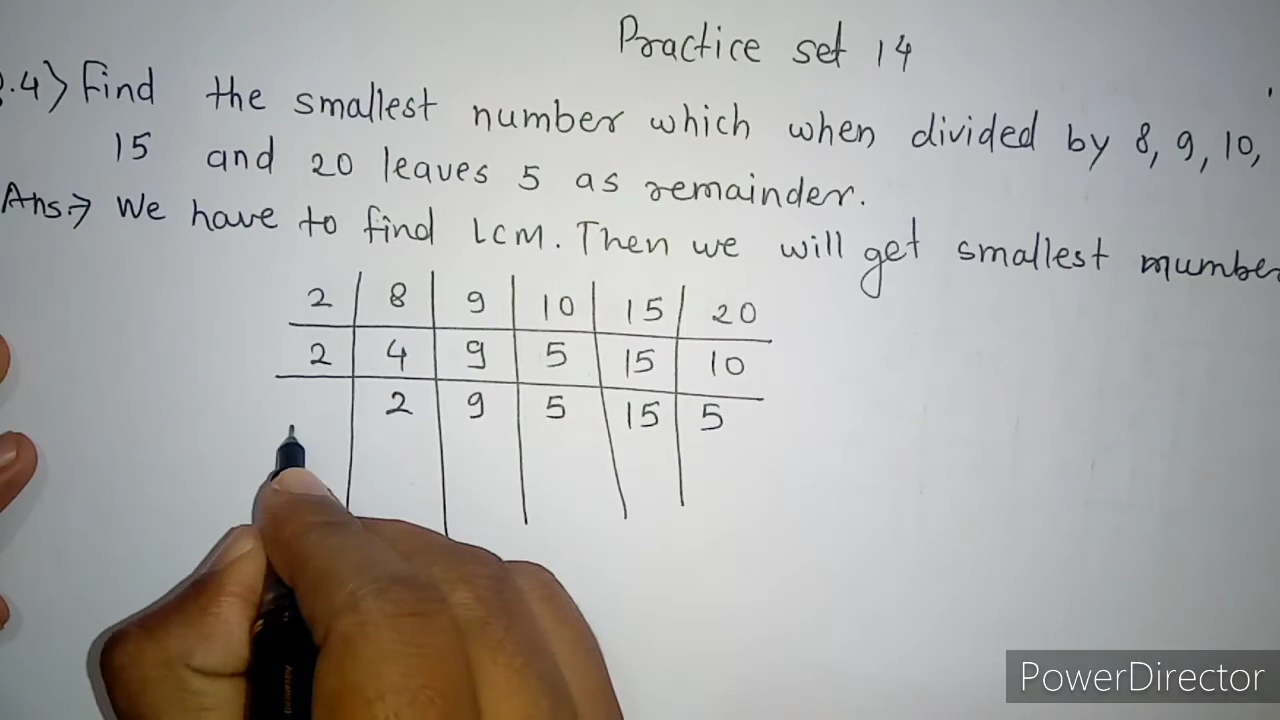 Practice set 14
.4) Find the smallest number which when divided by 8, 9, 10,
15 and 20 leaves 5 as remainder.
Ans:→ We have to find LCM. Then we will get smallest mumber
2 8 9 10 15 20
2 4 9 5 15 10
2 9 5 15 5
PowerDirector